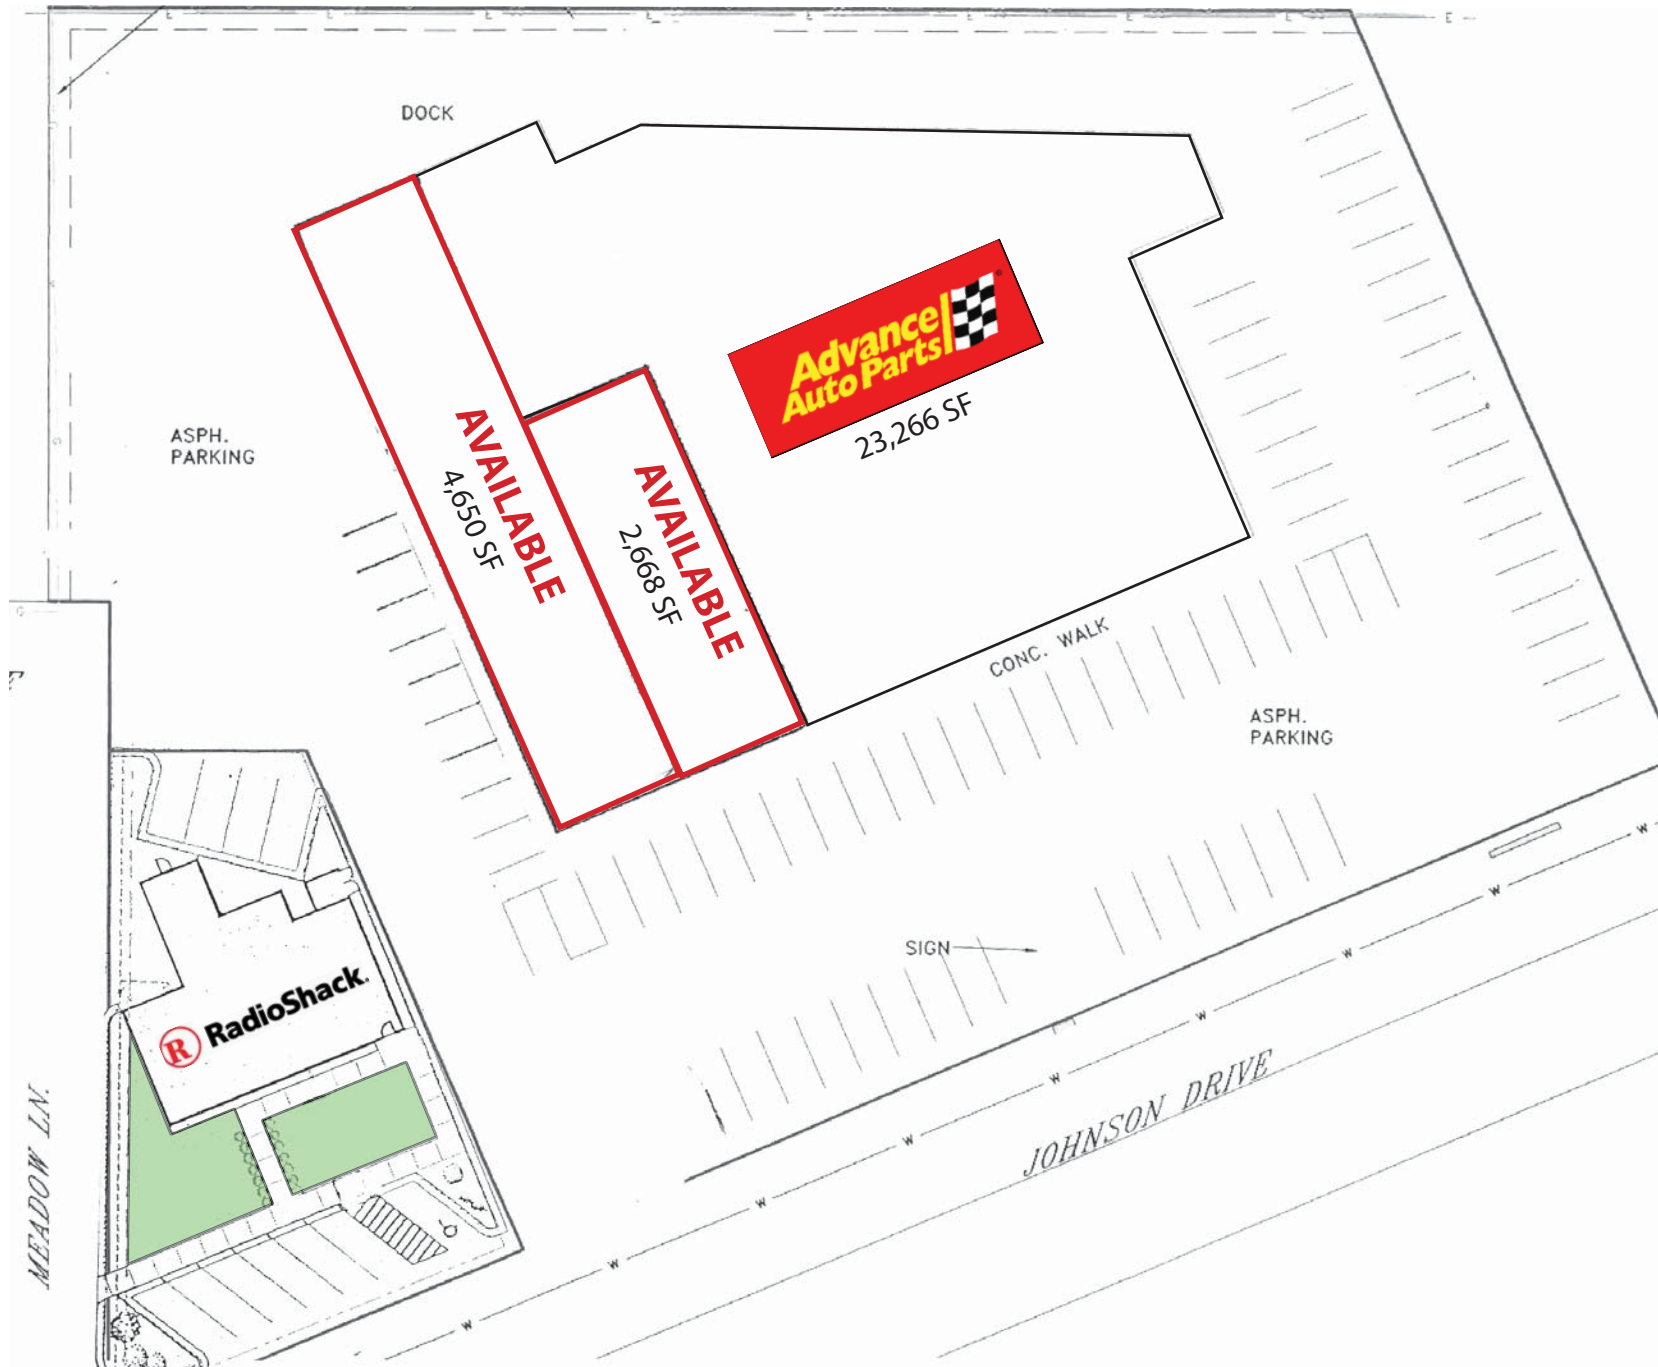 DOCK
ASPH.
PARKING
AVAILABLE
4,650 SF
AVAILABLE
2,668 SF
Advance
Auto Parts
®
23,266 SF
CONC. WALK
ASPH.
PARKING
SIGN
R RadioShack.
MEADOW LN.
JOHNSON DRIVE
E E E E E E E E E
W W W W W W W W W